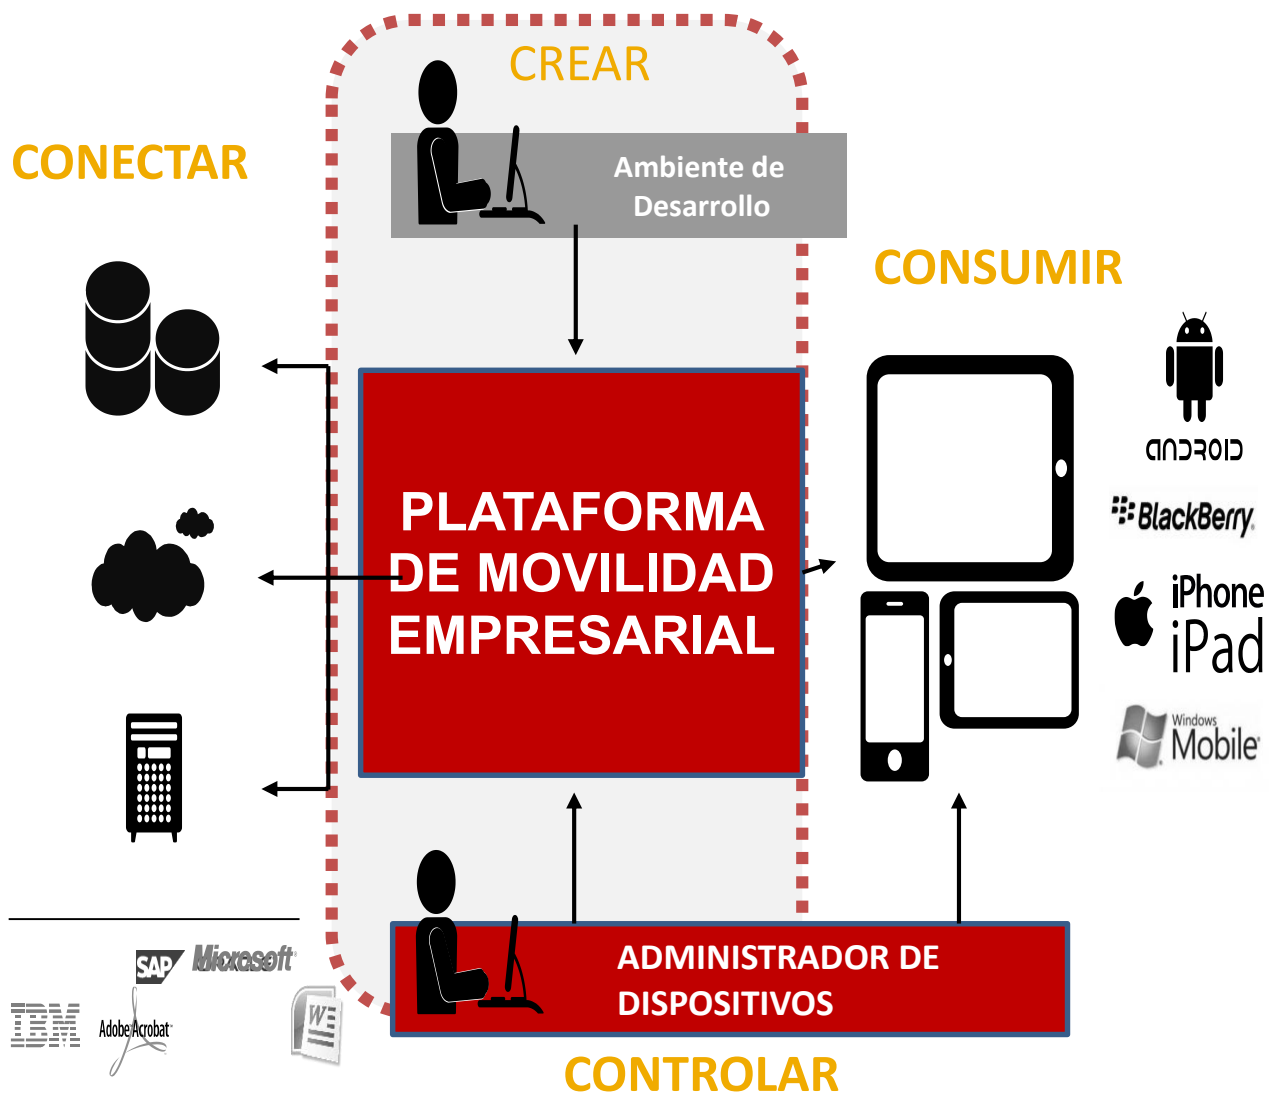 CREAR
CONECTAR
Ambiente de
Desarrollo
CONSUMIR
ANDROID
BlackBerry
PLATAFORMA
DE MOVILIDAD
EMPRESARIAL
iPhone
iPad
Windows
Mobile
SAP
Microsoft
IBM
Adobe Acrobat
W
ADMINISTRADOR DE
DISPOSITIVOS
CONTROLAR